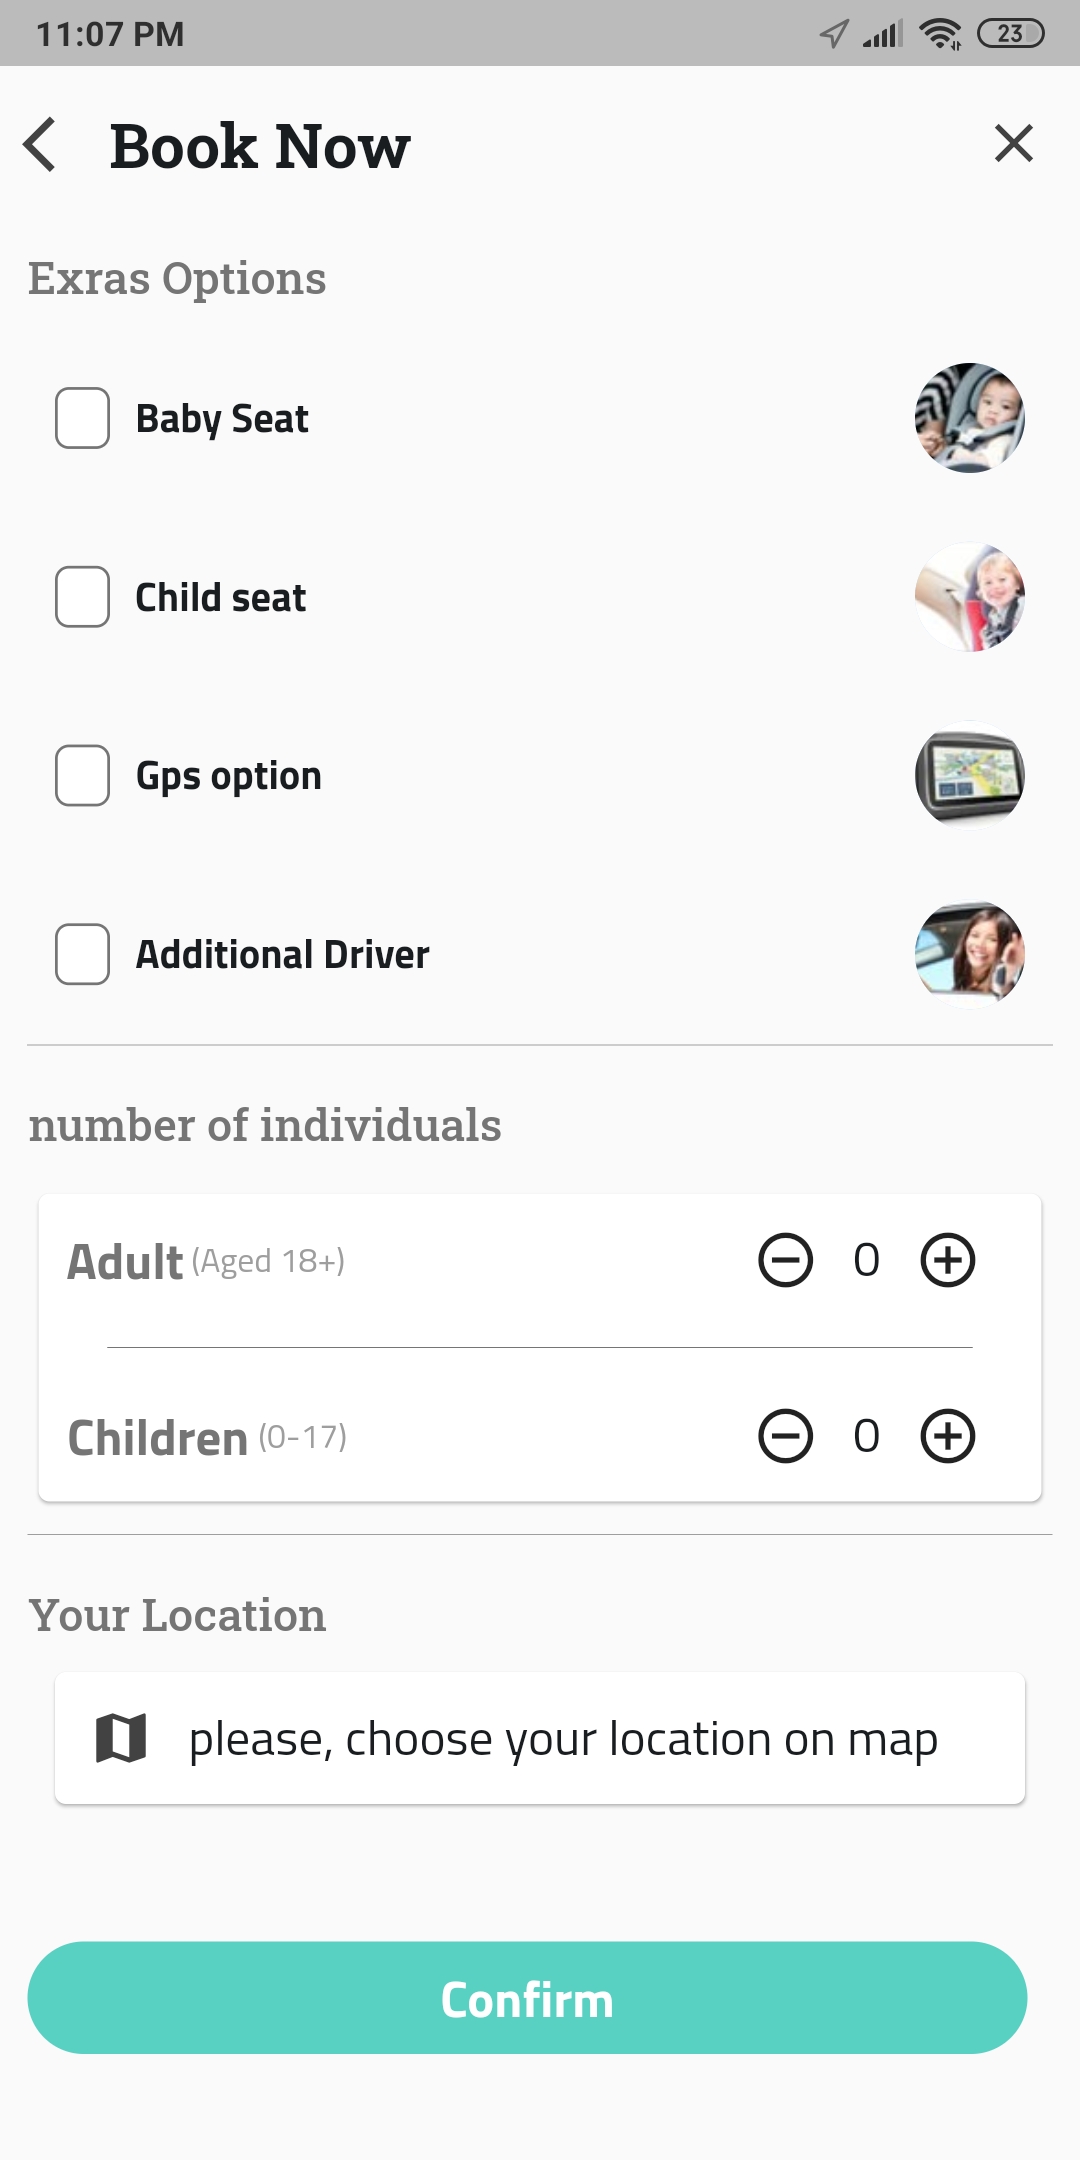 11:07 PM
23
Book Now
Exras Options
Baby Seat
Child seat
Gps option
Additional Driver
number of individuals
Adult (Aged 18+)
0
Children (0-17)
0
Your Location
please, choose your location on map
Confirm